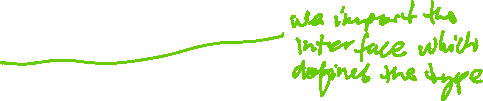 we import the
interface which
defines the type